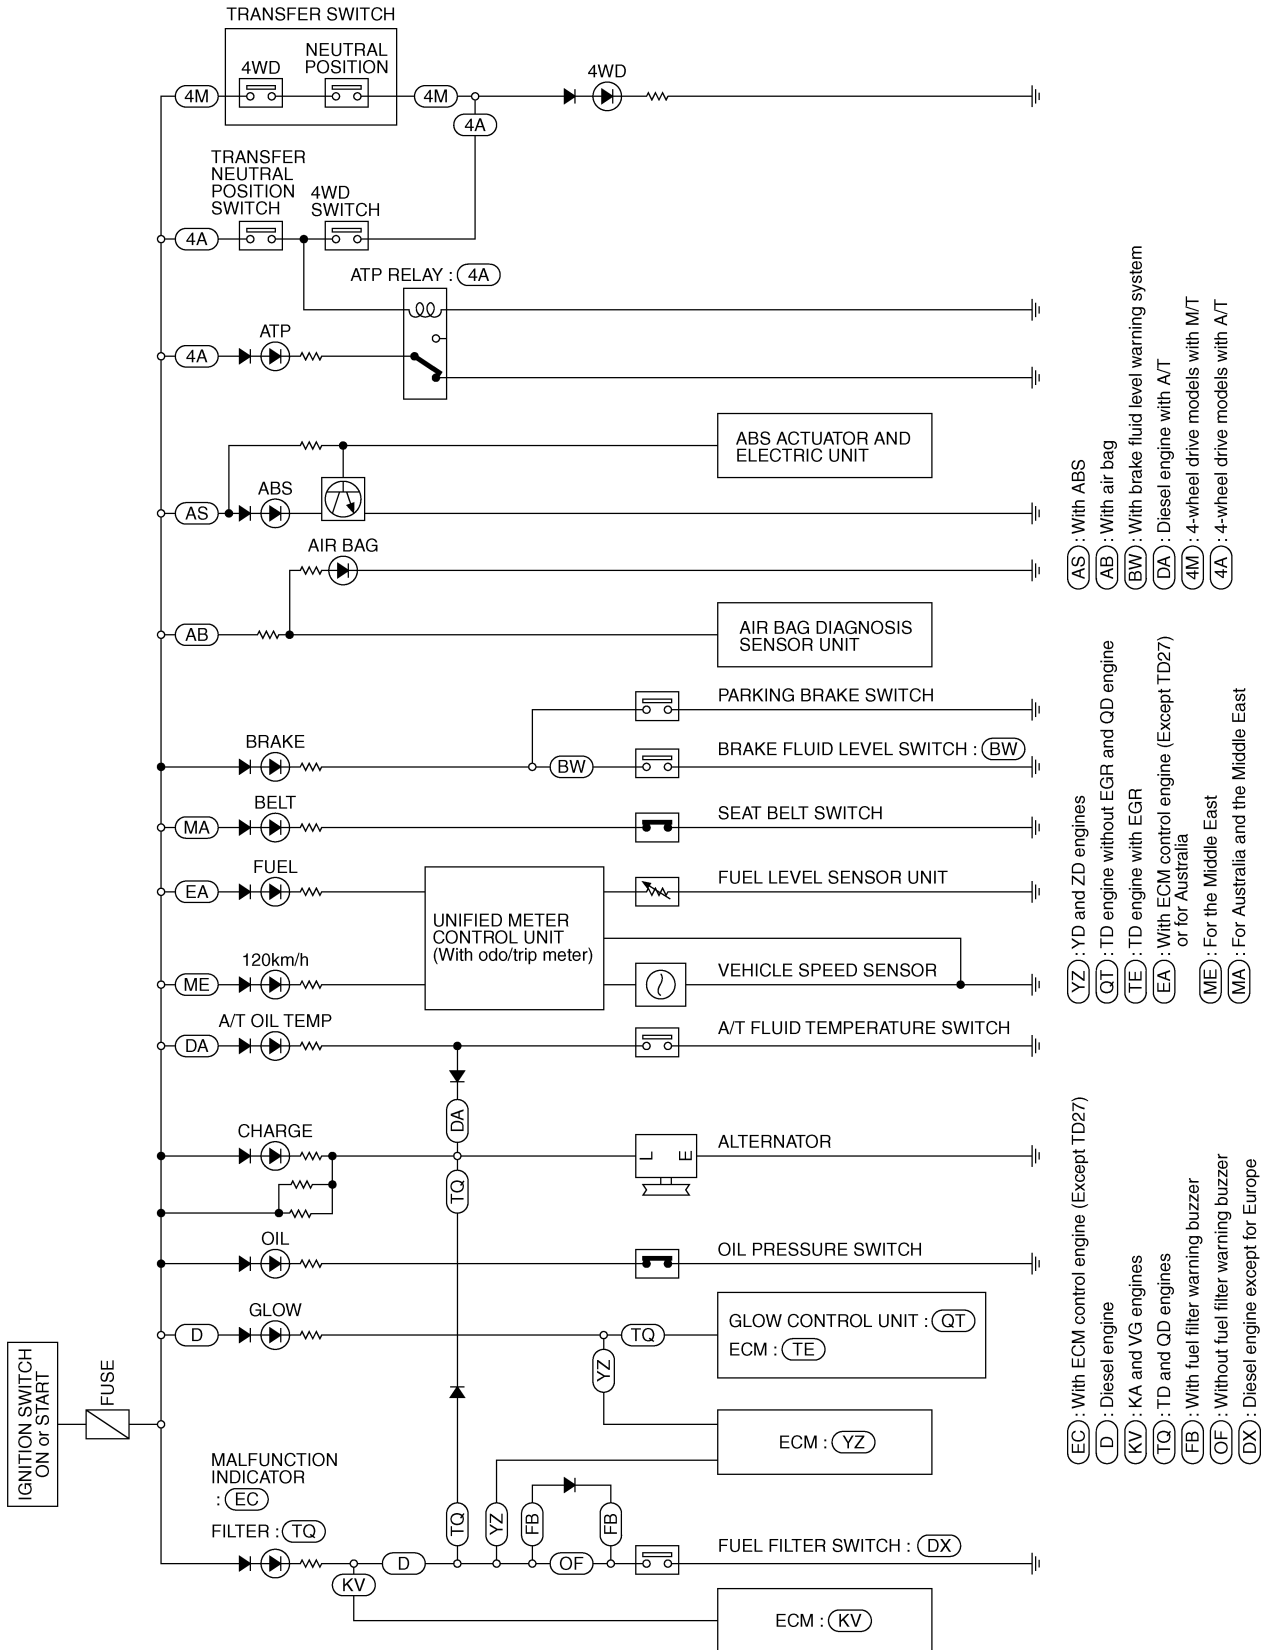 TRANSFER SWITCH
4WD
NEUTRAL
POSITION
4M
4M
4WD
4A
TRANSFER
NEUTRAL
POSITION
SWITCH
4WD
SWITCH
4A
ATP RELAY : 4A
ATP
4A
ABS ACTUATOR AND
ELECTRIC UNIT
ABS
AS
AIR BAG
AB
AIR BAG DIAGNOSIS
SENSOR UNIT
PARKING BRAKE SWITCH
BRAKE
BW
BRAKE FLUID LEVEL SWITCH : BW
BELT
MA
SEAT BELT SWITCH
FUEL
EA
UNIFIED METER
CONTROL UNIT
(With odo/trip meter)
FUEL LEVEL SENSOR UNIT
120km/h
ME
VEHICLE SPEED SENSOR
A/T OIL TEMP
DA
A/T FLUID TEMPERATURE SWITCH
DA
CHARGE
L
E
ALTERNATOR
TQ
OIL
OIL PRESSURE SWITCH
GLOW
D
TQ
GLOW CONTROL UNIT : QT
ECM : TE
YZ
IGNITION SWITCH
ON or START
FUSE
ECM : YZ
MALFUNCTION
INDICATOR
: EC
FILTER : TQ
TQ
YZ
FB
FB
D
OF
FUEL FILTER SWITCH : DX
KV
ECM : KV
AS : With ABS
AB : With air bag
BW : With brake fluid level warning system
DA : Diesel engine with A/T
4M : 4-wheel drive models with M/T
4A : 4-wheel drive models with A/T
YZ : YD and ZD engines
QT : TD engine without EGR and QD engine
TE : TD engine with EGR
EA : With ECM control engine (Except TD27)
or for Australia
ME : For the Middle East
MA : For Australia and the Middle East
EC : With ECM control engine (Except TD27)
D : Diesel engine
KV : KA and VG engines
TQ : TD and QD engines
FB : With fuel filter warning buzzer
OF : Without fuel filter warning buzzer
DX : Diesel engine except for Europe